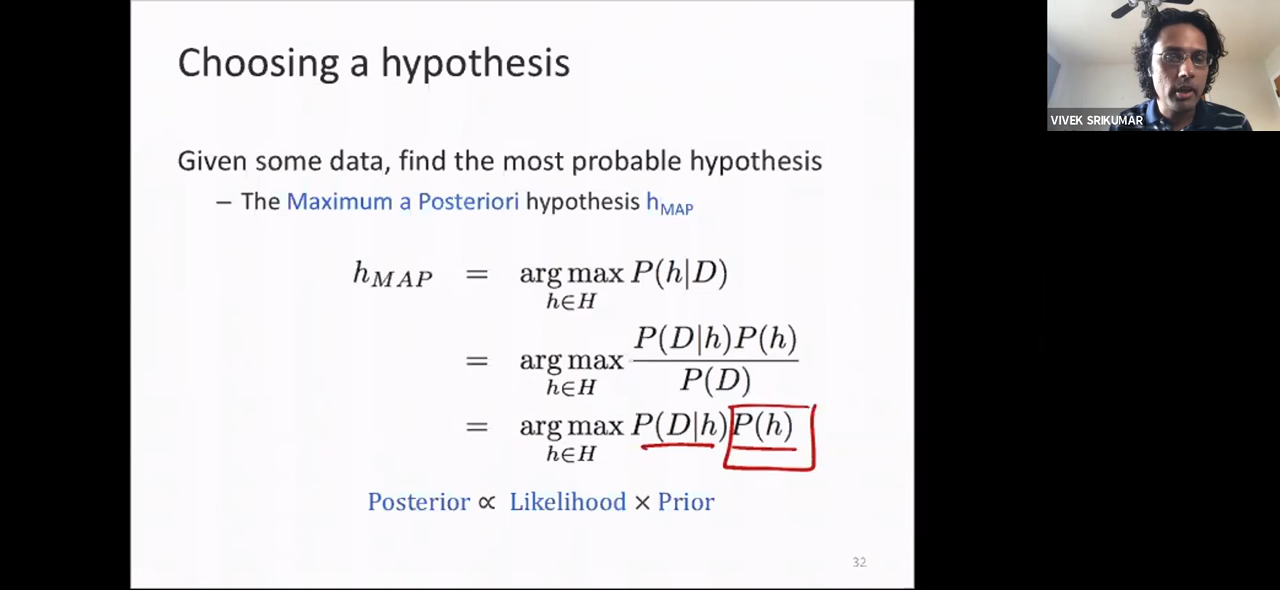 Choosing a hypothesis
VIVEK SRIKUMAR
Given some data, find the most probable hypothesis
– The Maximum a Posteriori hypothesis h_MAP
h_MAP = arg max_{h∈H} P(h|D)
= arg max_{h∈H} P(D|h)P(h) / P(D)
= arg max_{h∈H} P(D|h)P(h)
Posterior ∝ Likelihood × Prior
32